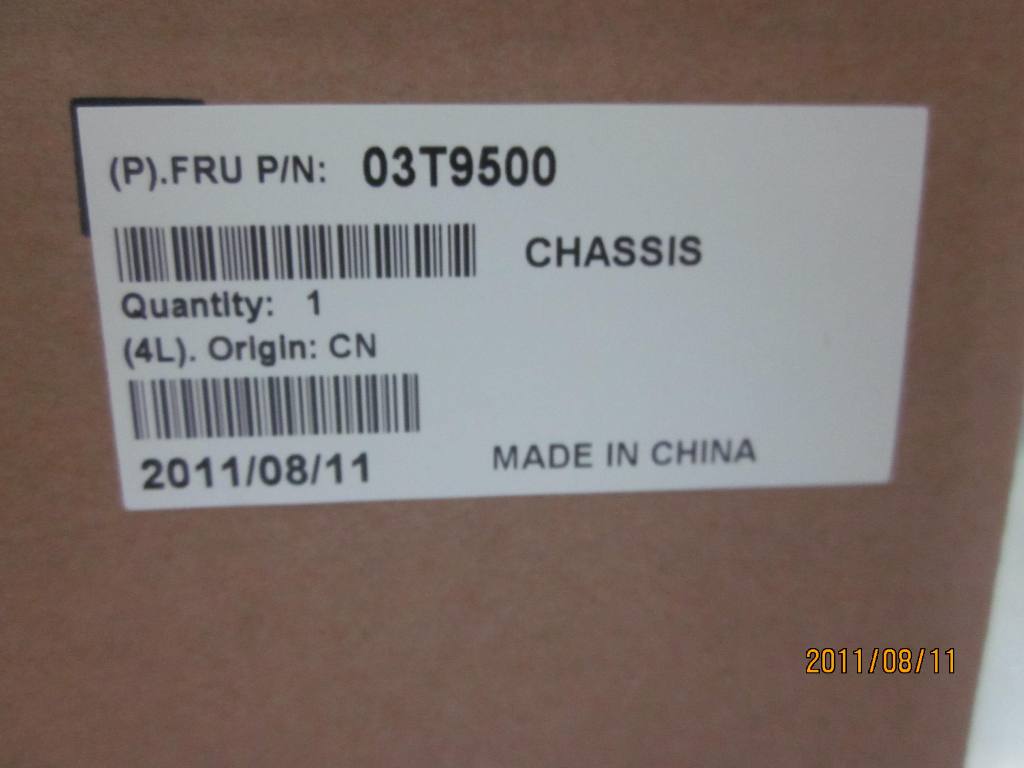 (P).FRU P/N: 03T9500
CHASSIS
Quantity: 1
(4L). Origin: CN
2011/08/11
MADE IN CHINA
2011/08/11